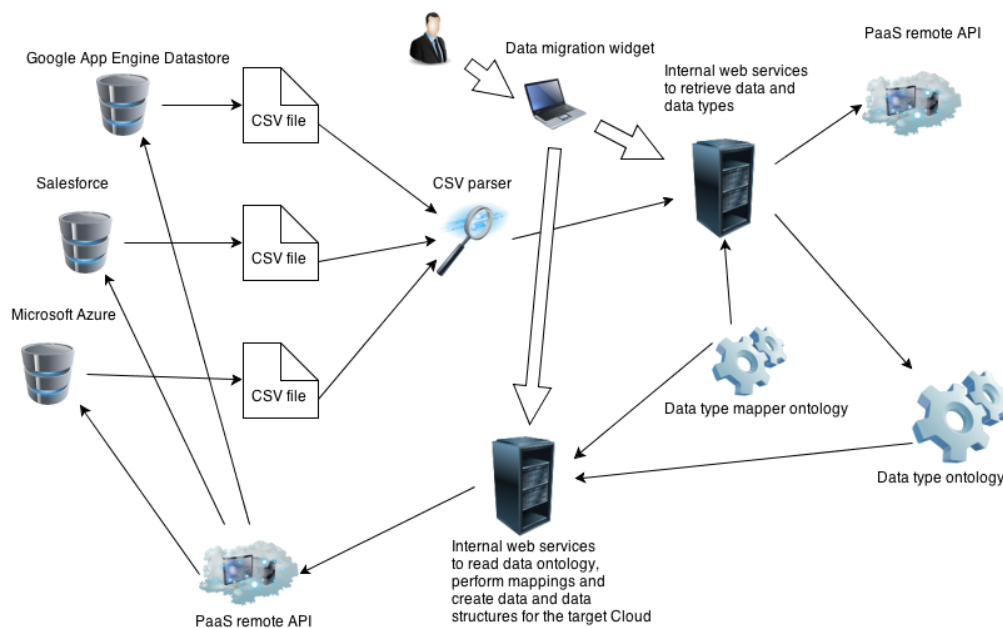 PaaS remote API
Data migration widget
Google App Engine Datastore
Internal web services
to retrieve data and
data types
CSV file
Salesforce
CSV parser
CSV file
Microsoft Azure
CSV file
Data type mapper ontology
Data type ontology
Internal web services
to read data ontology,
perform mappings and
create data and data
structures for the target Cloud
PaaS remote API